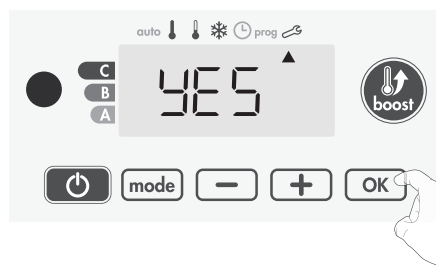 auto prog
C
B
A
YES
boost
mode - + OK